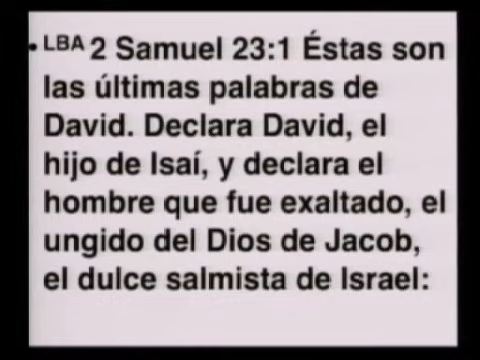 • LBA 2 Samuel 23:1 Éstas son
las últimas palabras de
David. Declara David, el
hijo de Isaí, y declara el
hombre que fue exaltado, el
ungido del Dios de Jacob,
el dulce salmista de Israel: